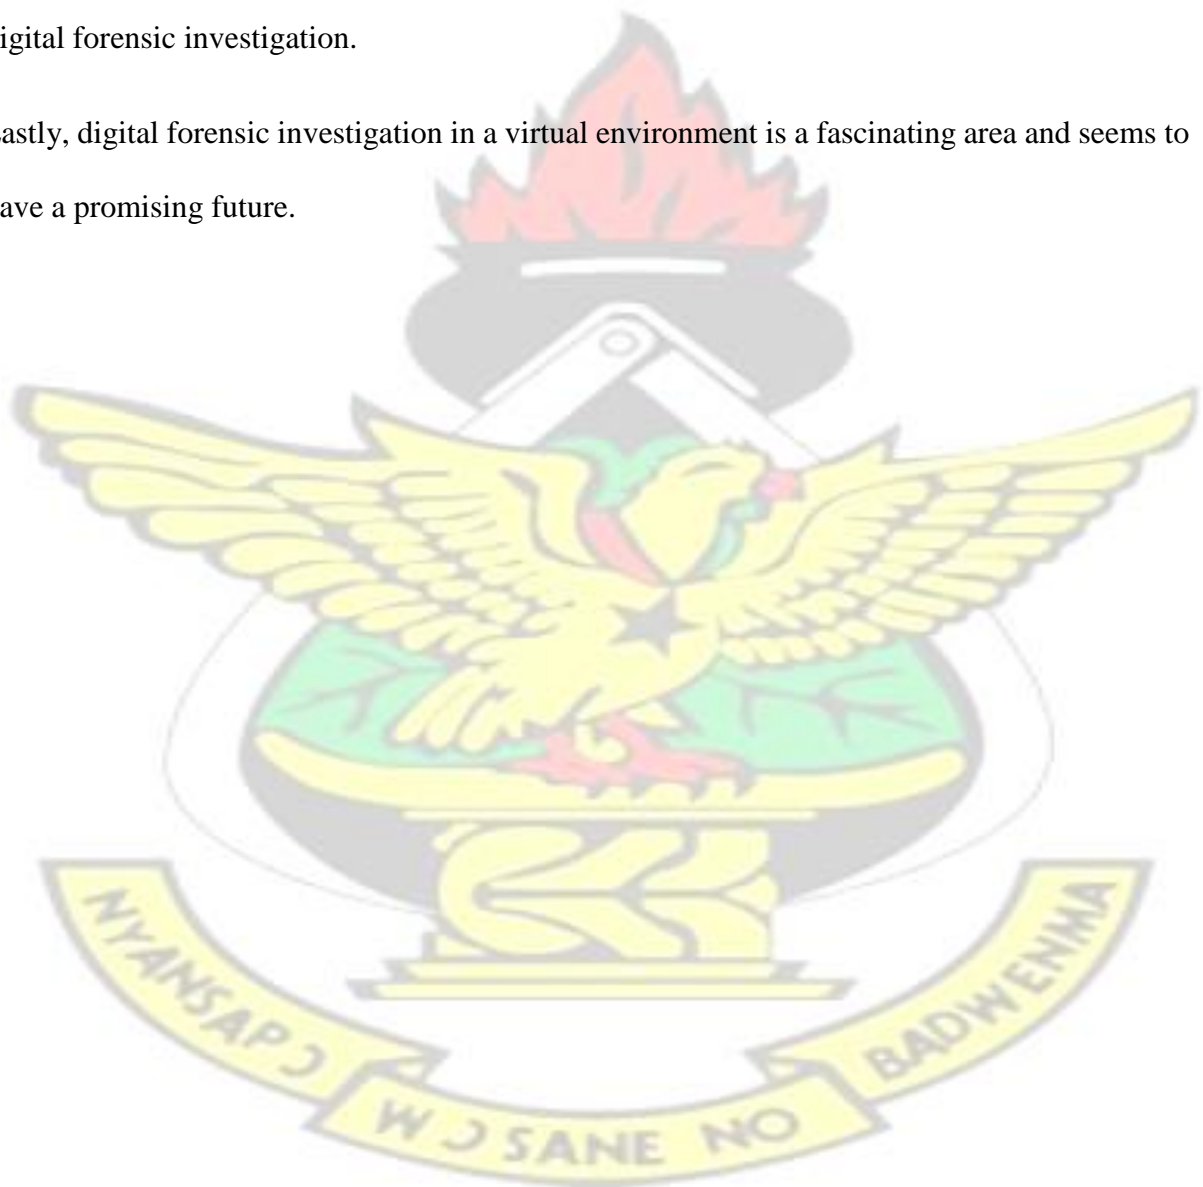 igital forensic investigation.
astly, digital forensic investigation in a virtual environment is a fascinating area and seems to
ave a promising future.
NYANSAPƆ
WƆ SANE NO
BADWENMA